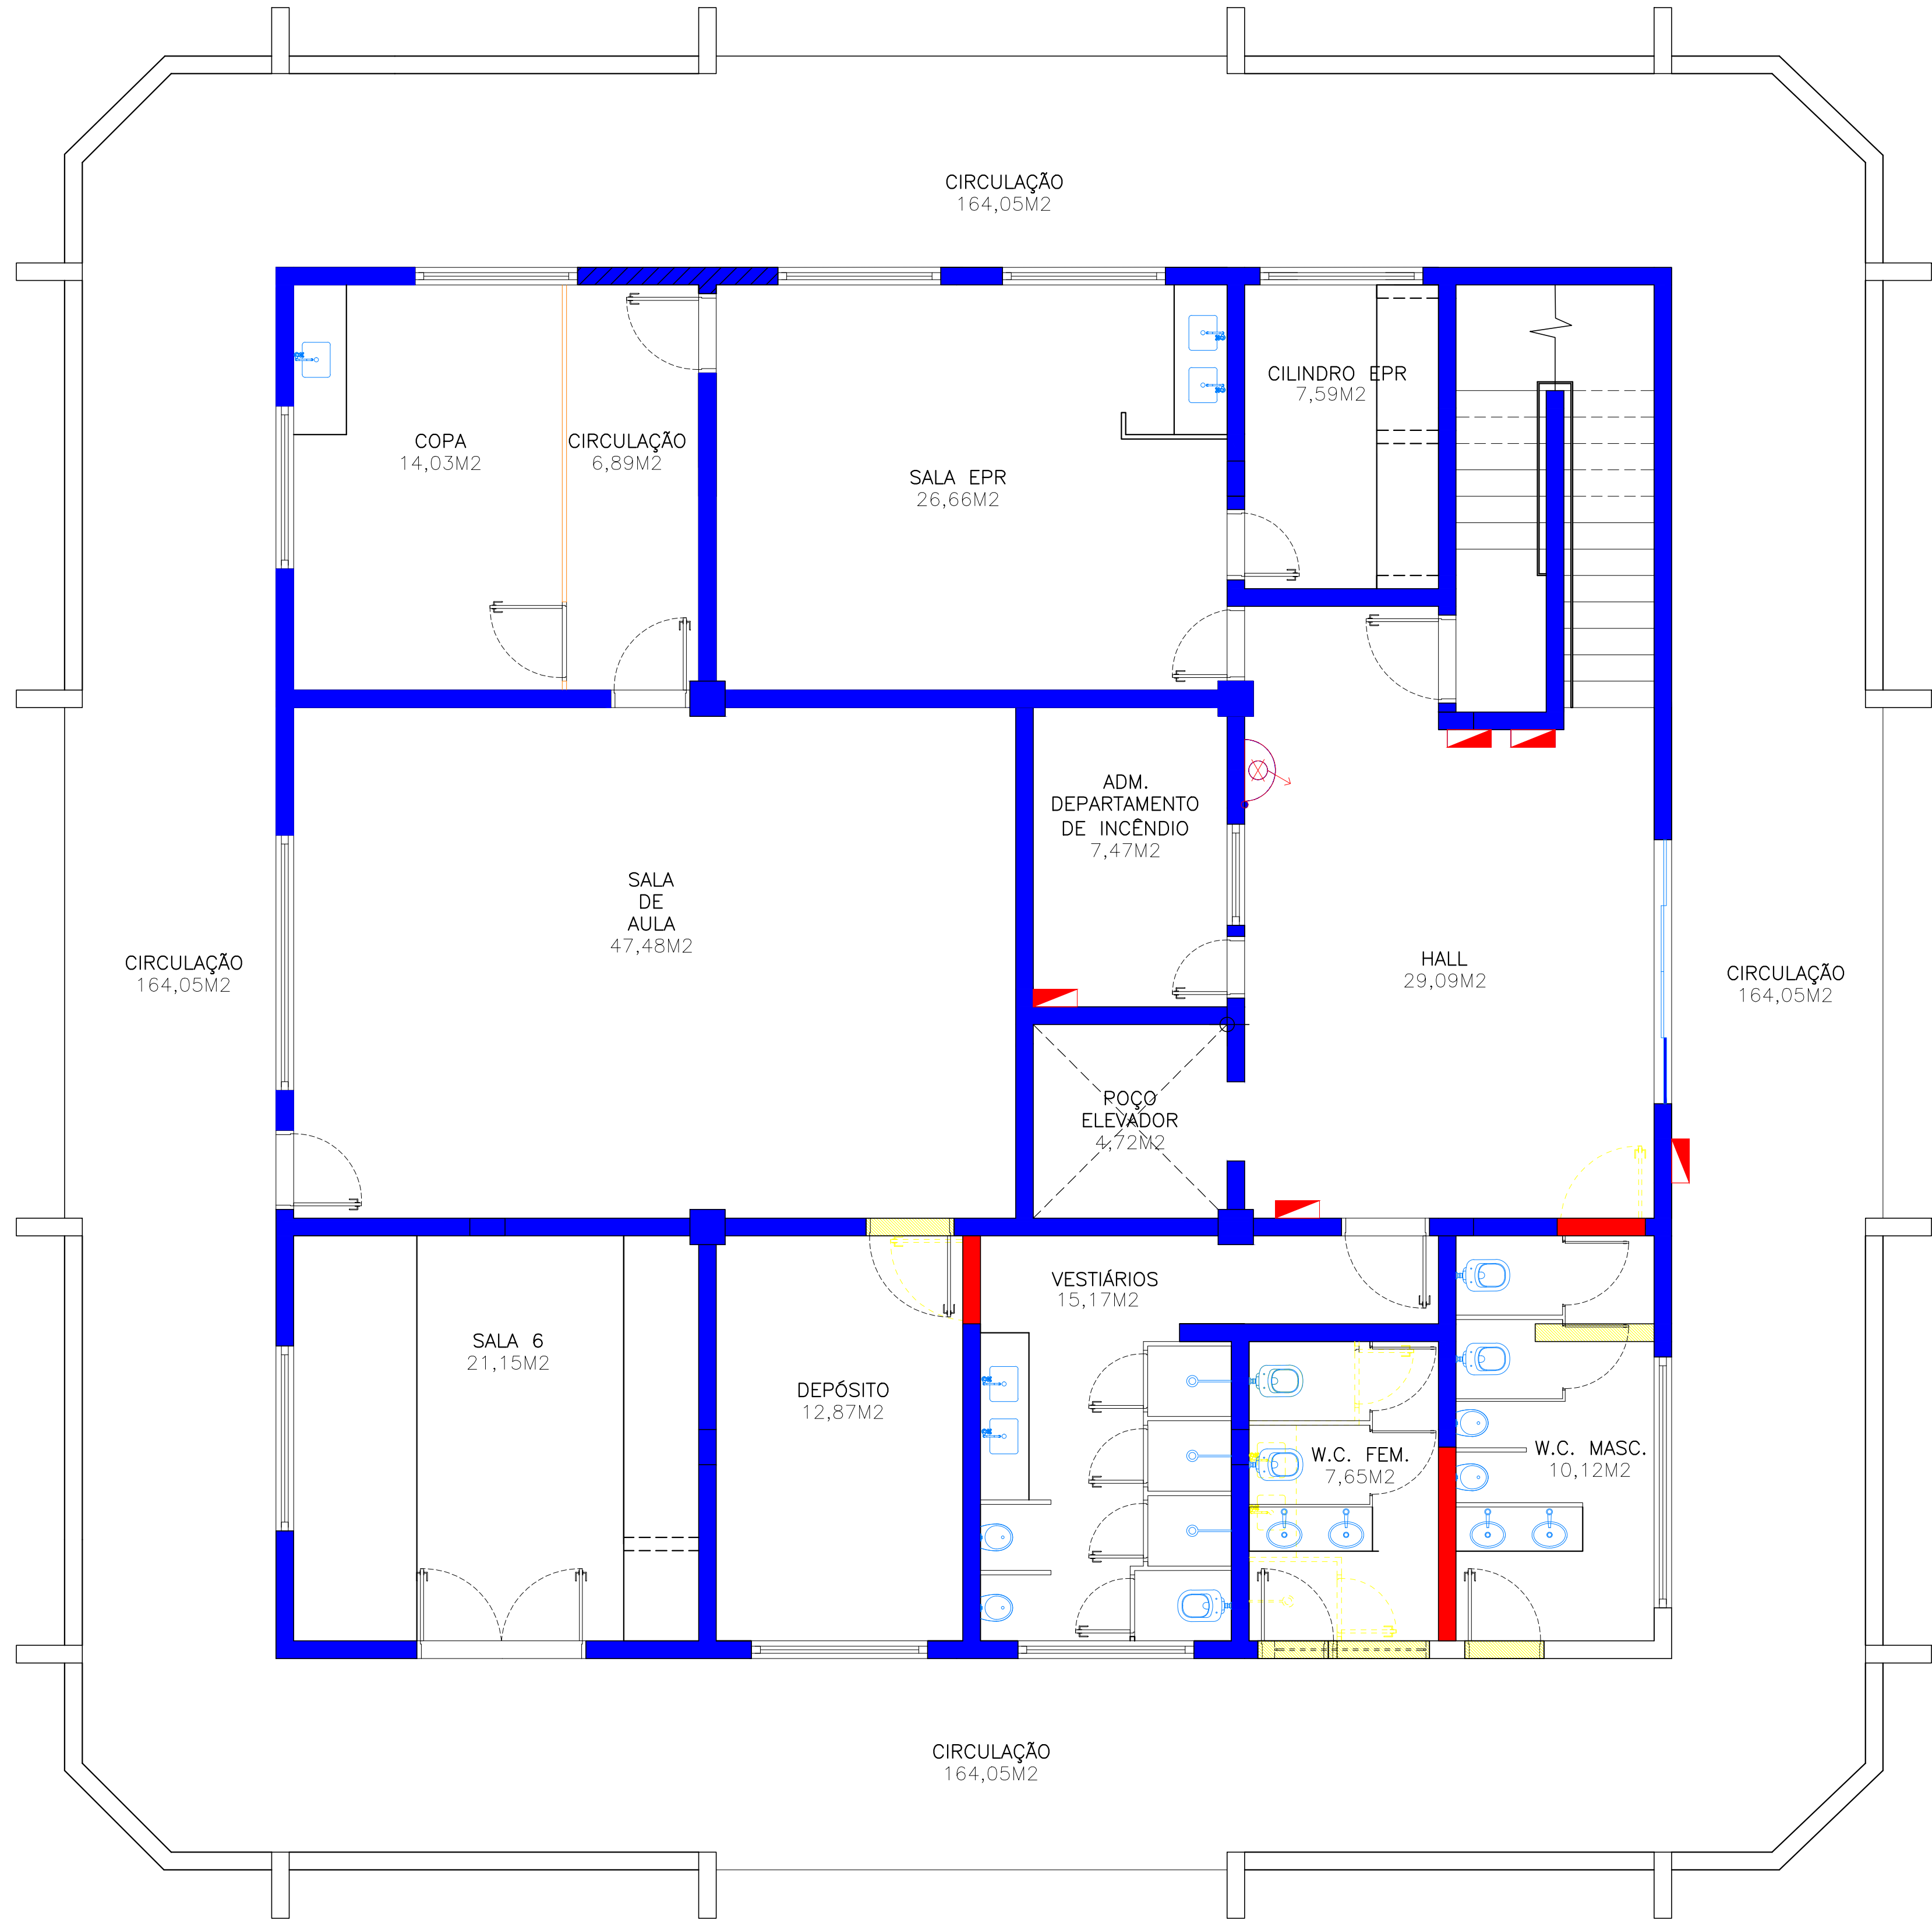 CIRCULAÇÃO
164,05M2
CILINDRO EPR
7,59M2
COPA
14,03M2
CIRCULAÇÃO
6,89M2
SALA EPR
26,66M2
ADM.
DEPARTAMENTO
DE INCÊNDIO
7,47M2
SALA
DE
AULA
47,48M2
CIRCULAÇÃO
164,05M2
HALL
29,09M2
CIRCULAÇÃO
164,05M2
POÇO
ELEVADOR
4,72M2
VESTIÁRIOS
15,17M2
SALA 6
21,15M2
DEPÓSITO
12,87M2
W.C. FEM.
7,65M2
W.C. MASC.
10,12M2
CIRCULAÇÃO
164,05M2